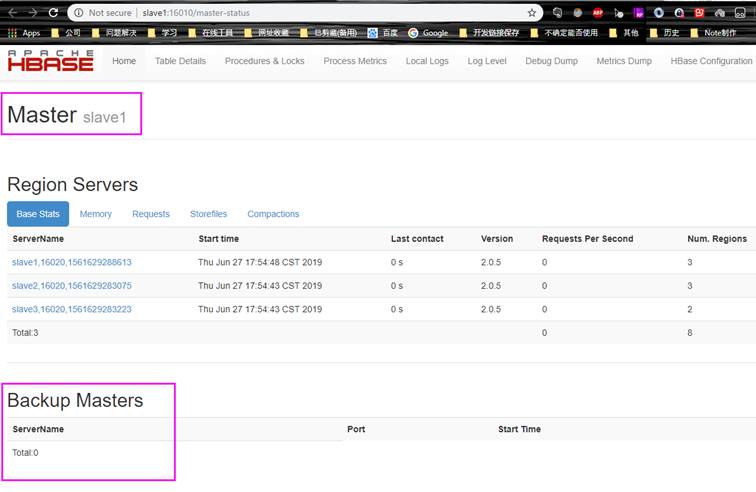 Not secure | slave1:16010/master-status
Apps 公司 问题解决 学习 在线工具 网址收藏 已剪藏(备用) 百度 Google 开发链接保存 不确定能否使用 其他 历史 Note制作
APACHE HBASE Home Table Details Procedures & Locks Process Metrics Local Logs Log Level Debug Dump Metrics Dump HBase Configuration
Master slave1
Region Servers
Base Stats Memory Requests Storefiles Compactions
ServerName Start time Last contact Version Requests Per Second Num. Regions
slave1,16020,1561629288613 Thu Jun 27 17:54:48 CST 2019 0 s 2.0.5 0 3
slave2,16020,1561629283075 Thu Jun 27 17:54:43 CST 2019 0 s 2.0.5 0 3
slave3,16020,1561629283223 Thu Jun 27 17:54:43 CST 2019 0 s 2.0.5 0 2
Total:3 0 8
Backup Masters
ServerName Port Start Time
Total:0